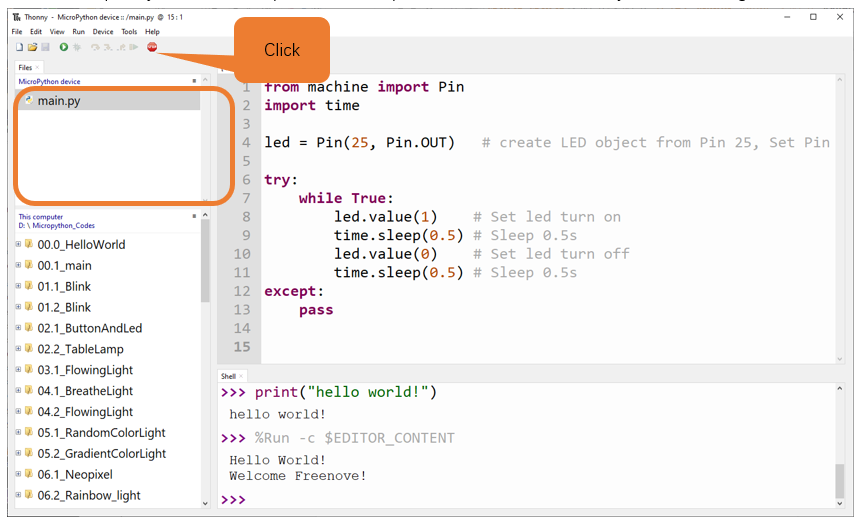 Thonny - MicroPython device :: /main.py @ 15 : 1
File Edit View Run Device Tools Help
Click
Files
MicroPython device
main.py
This computer
D: \ Micropython_Codes
00.0_HelloWorld
00.1_main
01.1_Blink
01.2_Blink
02.1_ButtonAndLed
02.2_TableLamp
03.1_FlowingLight
04.1_BreatheLight
04.2_FlowingLight
05.1_RandomColorLight
05.2_GradientColorLight
06.1_Neopixel
06.2_Rainbow_light
1 from machine import Pin
2 import time
3
4 led = Pin(25, Pin.OUT)   # create LED object from Pin 25, Set Pin
5
6 try:
7     while True:
8         led.value(1)    # Set led turn on
9         time.sleep(0.5) # Sleep 0.5s
10         led.value(0)    # Set led turn off
11         time.sleep(0.5) # Sleep 0.5s
12 except:
13     pass
14
15
Shell
>>> print("hello world!")
hello world!
>>> %Run -c $EDITOR_CONTENT
Hello World!
Welcome Freenove!
>>>